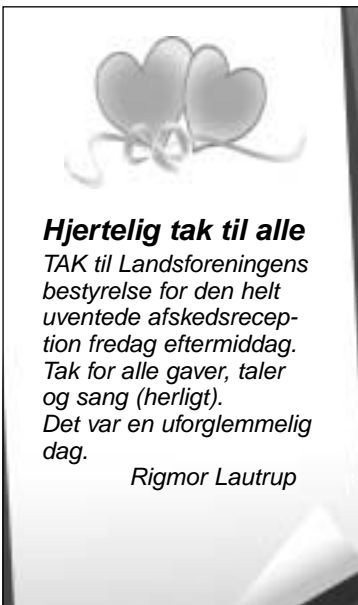 Hjertelig tak til alle
TAK til Landsforeningens
bestyrelse for den helt
uventede afskedsrecep-
tion fredag eftermiddag.
Tak for alle gaver, taler
og sang (herligt).
Det var en uforglemmelig
dag.
Rigmor Lautrup